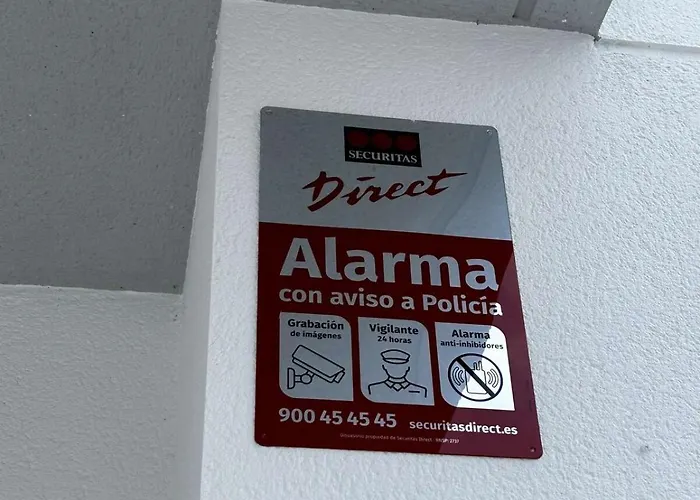 SECURITAS
Direct
Alarma
con aviso a Policía
Grabación
de imágenes
Vigilante
24 horas
Alarma
anti-inhibidores
900 45 45 45
securitasdirect.es